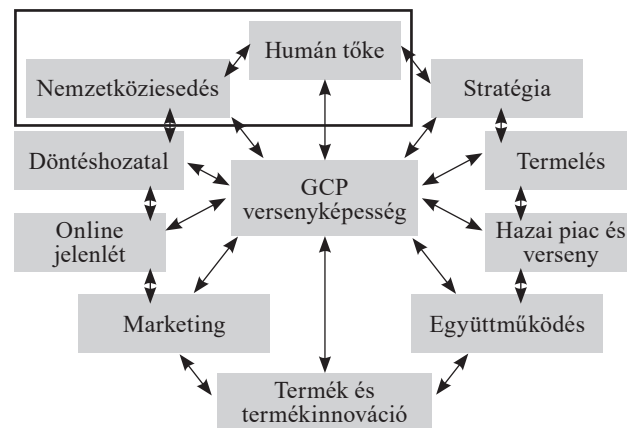 Humán tőke
Nemzetköziesedés
Stratégia
Döntéshozatal
GCP
versenyképesség
Termelés
Online
jelenlét
Hazai piac és
verseny
Marketing
Együttműködés
Termék és
termékinnováció